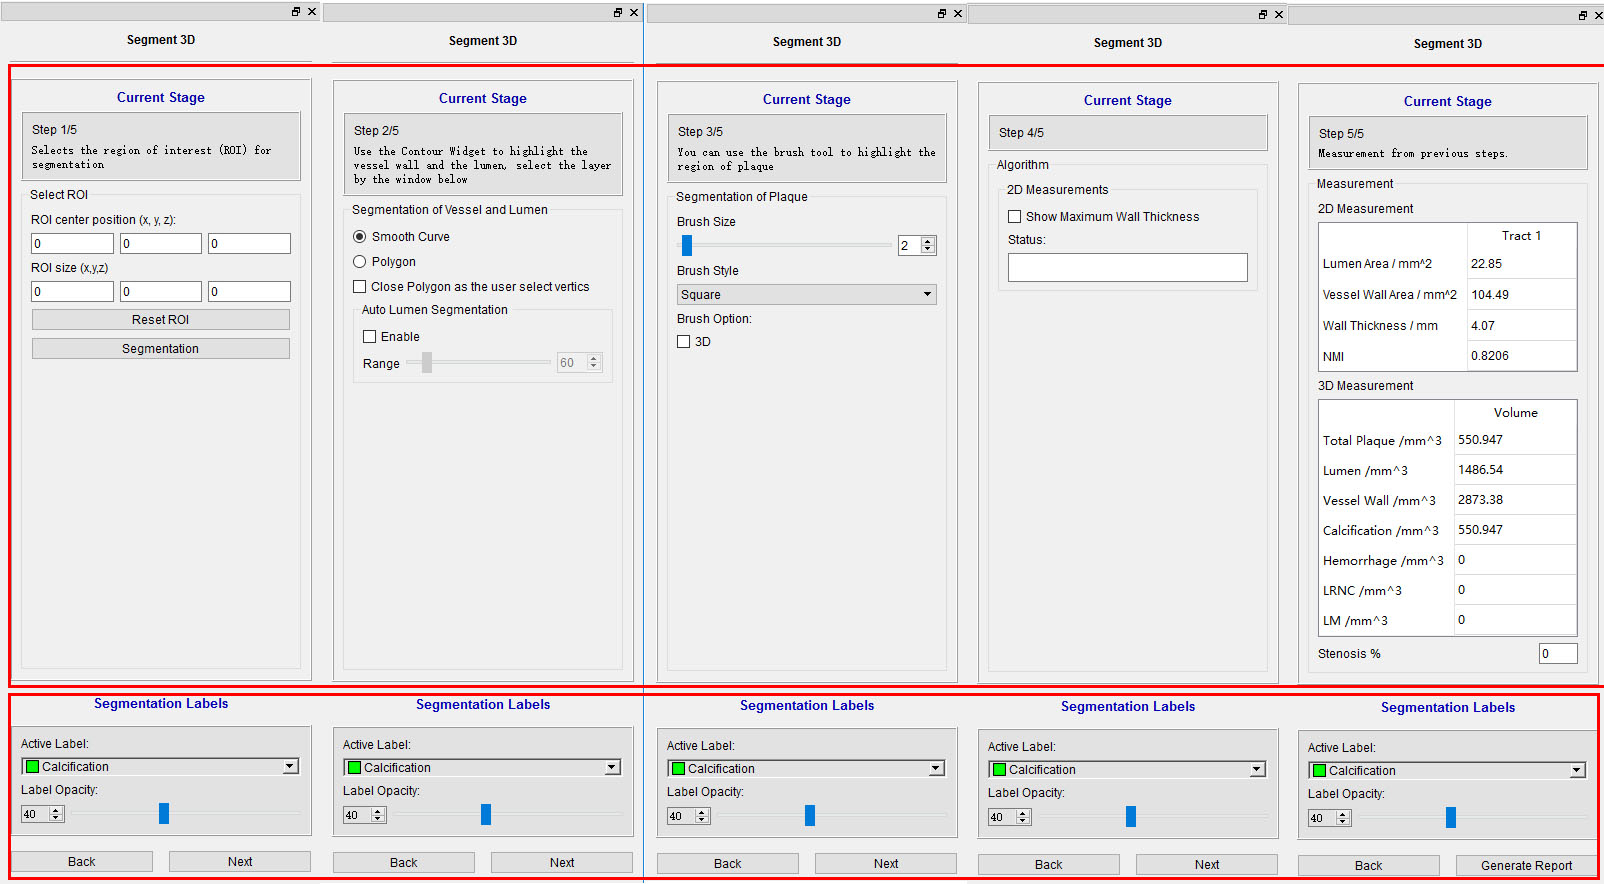 Segment 3D
Current Stage
Step 1/5
Selects the region of interest (ROI) for
segmentation
Select ROI
ROI center position (x, y, z):
0 0 0
ROI size (x,y,z)
0 0 0
Reset ROI
Segmentation
Segmentation Labels
Active Label:
Calcification
Label Opacity:
40
Back Next
Segment 3D
Current Stage
Step 2/5
Use the Contour Widget to highlight the
vessel wall and the lumen, select the layer
by the window below
Segmentation of Vessel and Lumen
Smooth Curve
Polygon
Close Polygon as the user select vertics
Auto Lumen Segmentation
Enable
Range 60
Segmentation Labels
Active Label:
Calcification
Label Opacity:
40
Back Next
Segment 3D
Current Stage
Step 3/5
You can use the brush tool to highlight the
region of plaque
Segmentation of Plaque
Brush Size
2
Brush Style
Square
Brush Option:
3D
Segmentation Labels
Active Label:
Calcification
Label Opacity:
40
Back Next
Segment 3D
Current Stage
Step 4/5
Algorithm
2D Measurements
Show Maximum Wall Thickness
Status:
Segmentation Labels
Active Label:
Calcification
Label Opacity:
40
Back Next
Segment 3D
Current Stage
Step 5/5
Measurement from previous steps.
Measurement
2D Measurement
Tract 1
Lumen Area / mm^2 22.85
Vessel Wall Area / mm^2 104.49
Wall Thickness / mm 4.07
NMI 0.8206
3D Measurement
Volume
Total Plaque /mm^3 550.947
Lumen /mm^3 1486.54
Vessel Wall /mm^3 2873.38
Calcification /mm^3 550.947
Hemorrhage /mm^3 0
LRNC /mm^3 0
LM /mm^3 0
Stenosis % 0
Segmentation Labels
Active Label:
Calcification
Label Opacity:
40
Back Generate Report